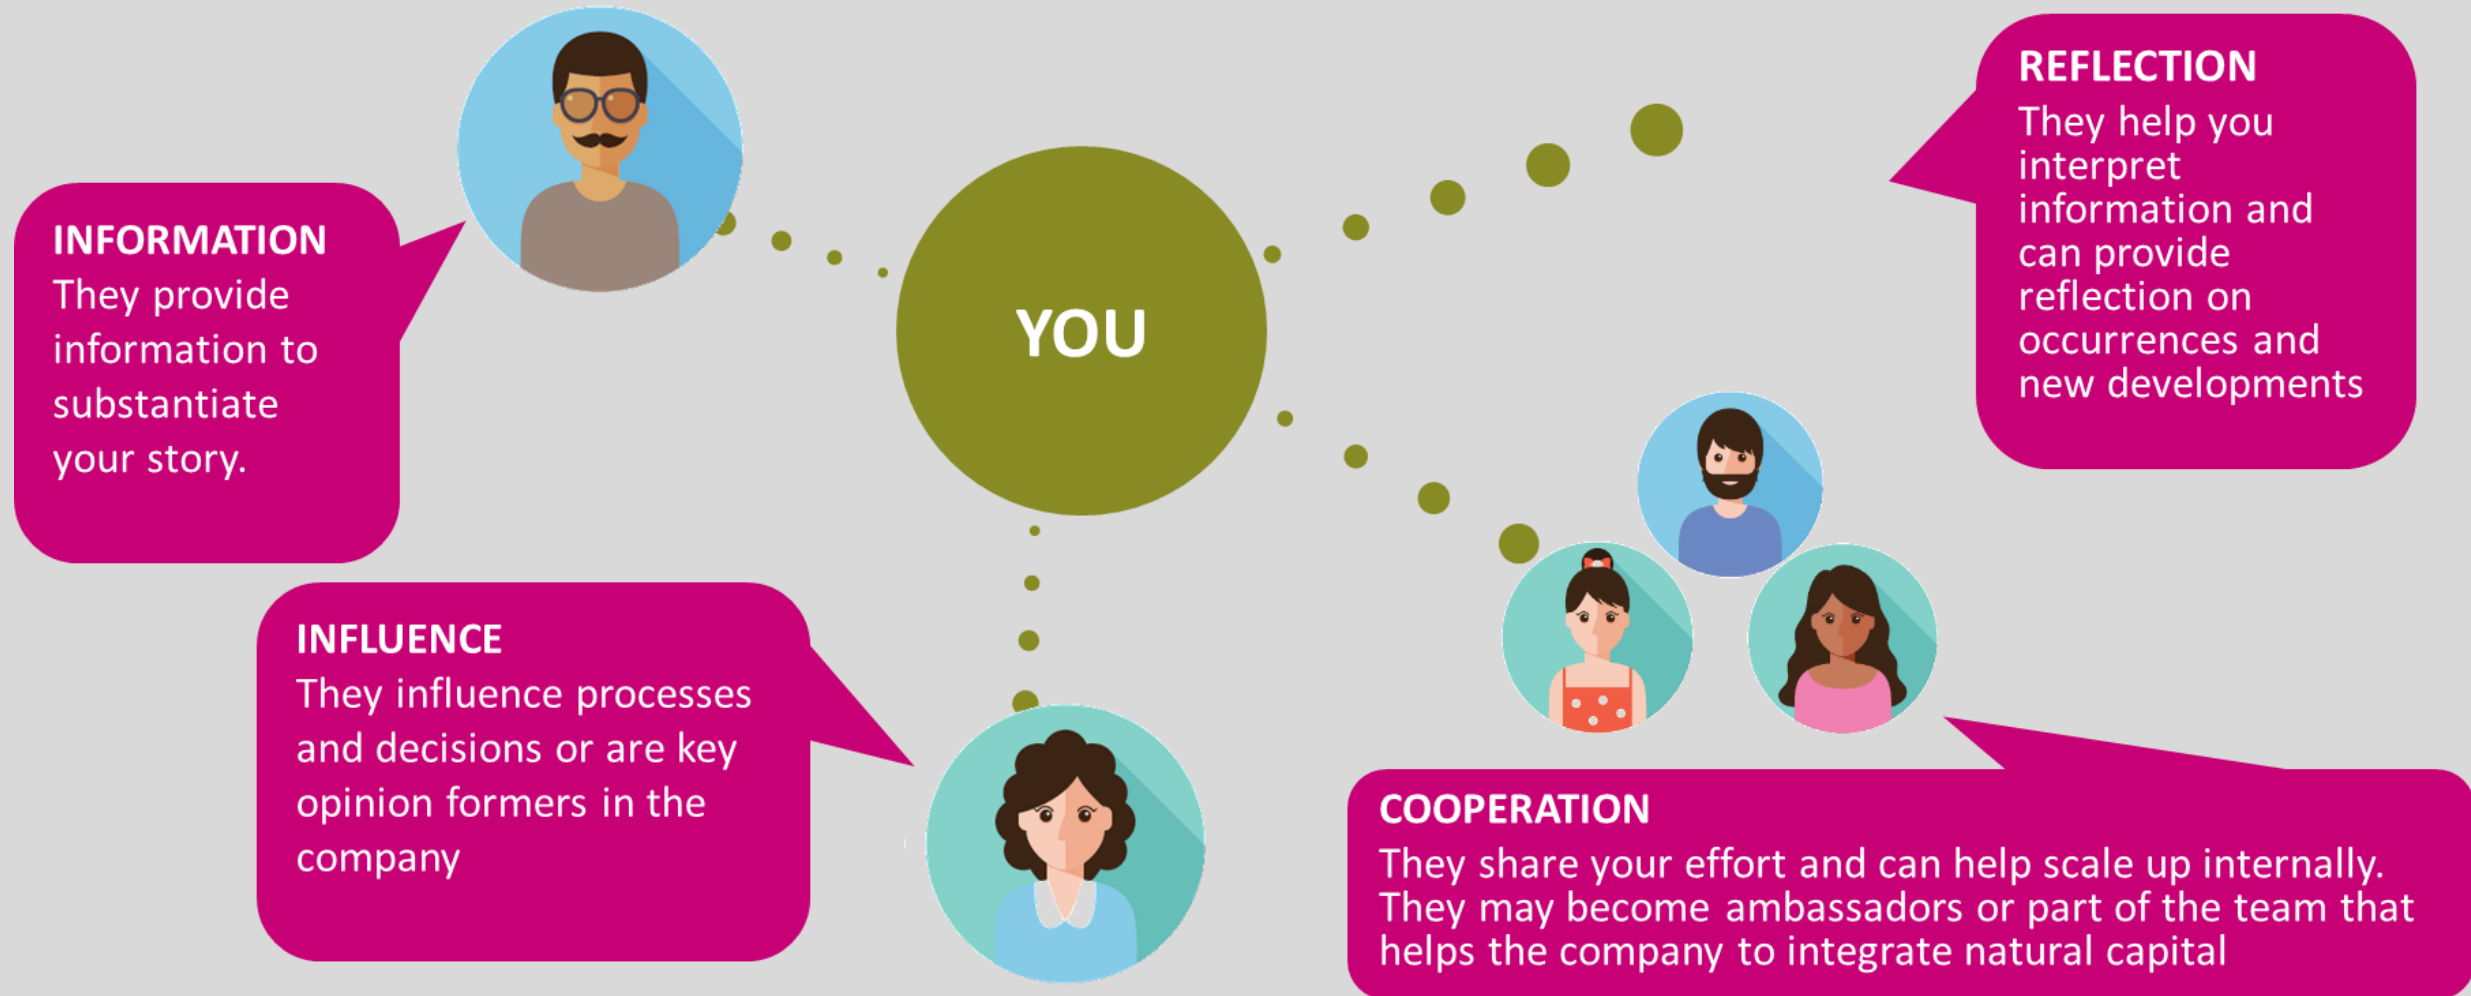 INFORMATION
They provide
information to
substantiate
your story.
YOU
REFLECTION
They help you
interpret
information and
can provide
reflection on
occurrences and
new developments
INFLUENCE
They influence processes
and decisions or are key
opinion formers in the
company
COOPERATION
They share your effort and can help scale up internally.
They may become ambassadors or part of the team that
helps the company to integrate natural capital